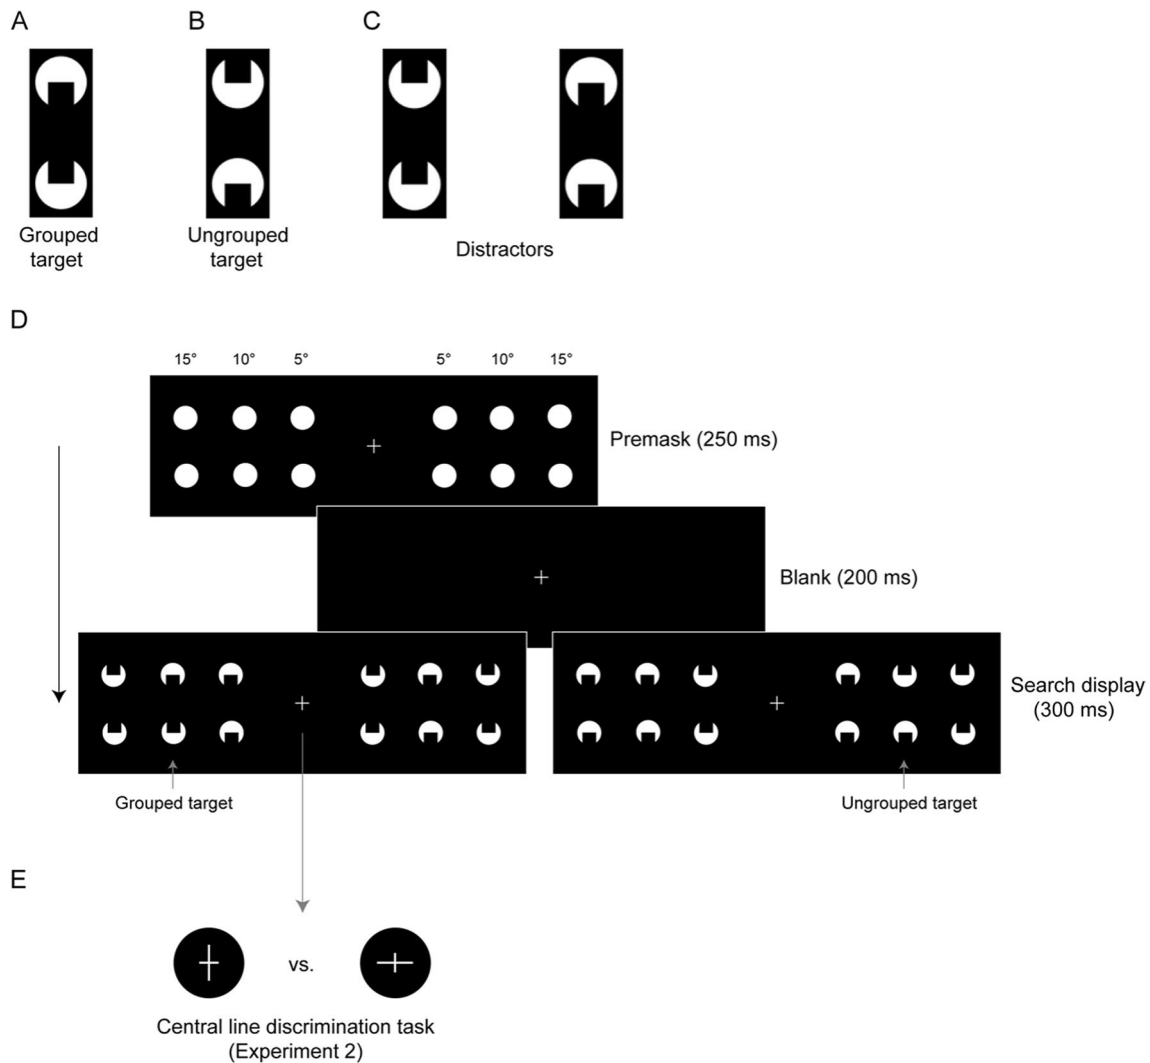 A
B
C
Grouped
target
Ungrouped
target
Distractors
D
15°
10°
5°
5°
10°
15°
Premask (250 ms)
Blank (200 ms)
Search display
(300 ms)
Grouped target
Ungrouped target
E
vs.
Central line discrimination task
(Experiment 2)